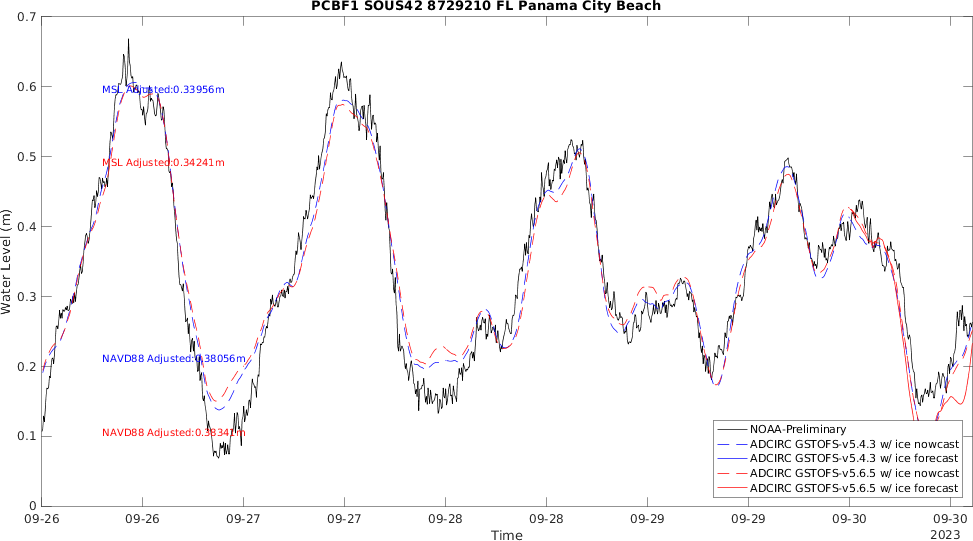 PCBF1 SOUS42 8729210 FL Panama City Beach
0.7
0.6
0.5
0.4
0.3
0.2
0.1
0
Water Level (m)
MSL Adjusted:0.33956m
MSL Adjusted:0.34241m
NAVD88 Adjusted:0.38056m
NAVD88 Adjusted:0.38341m
NOAA-Preliminary
ADCIRC GSTOFS-v5.4.3 w/ ice nowcast
ADCIRC GSTOFS-v5.4.3 w/ ice forecast
ADCIRC GSTOFS-v5.6.5 w/ ice nowcast
ADCIRC GSTOFS-v5.6.5 w/ ice forecast
09-26 09-26 09-27 09-27 09-28 09-28 09-29 09-29 09-30 09-30
2023
Time